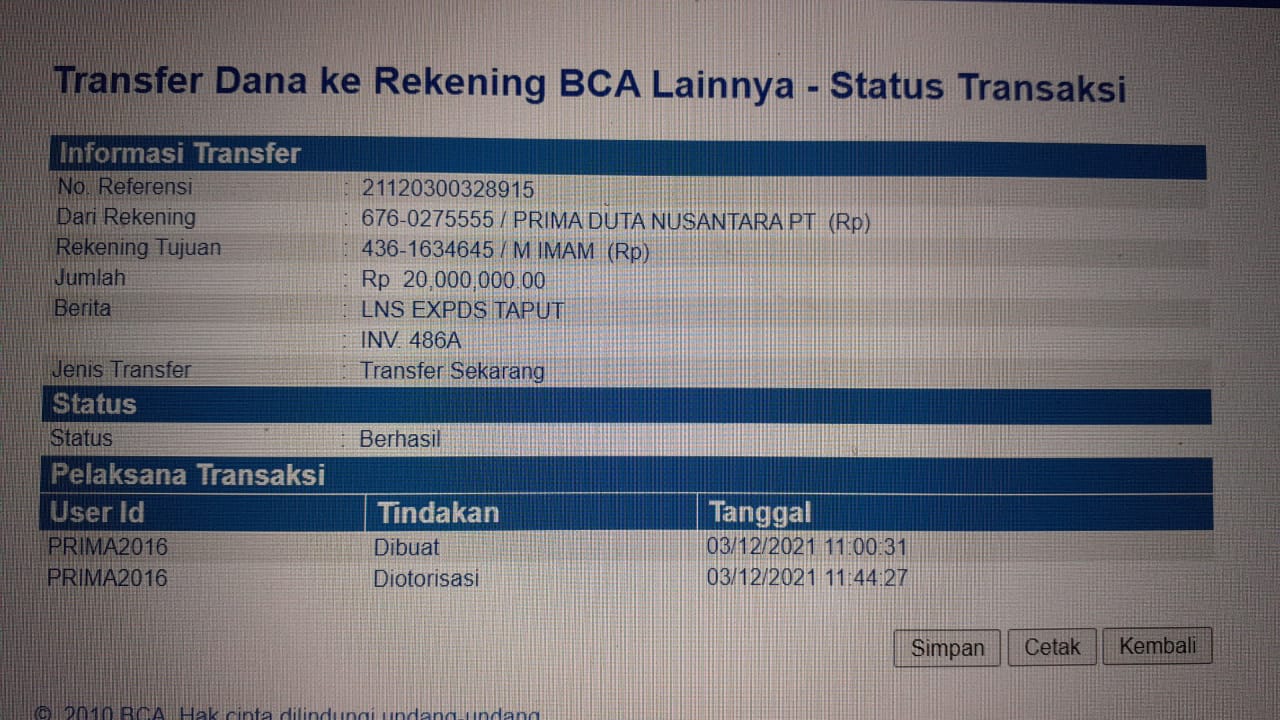 Transfer Dana ke Rekening BCA Lainnya - Status Transaksi
Informasi Transfer
No. Referensi : 21120300328915
Dari Rekening : 676-0275555 / PRIMA DUTA NUSANTARA PT (Rp)
Rekening Tujuan : 436-1634645 / M IMAM (Rp)
Jumlah : Rp 20,000,000.00
Berita : LNS EXPDS TAPUT
: INV. 486A
Jenis Transfer : Transfer Sekarang
Status
Status : Berhasil
Pelaksana Transaksi
User Id Tindakan Tanggal
PRIMA2016 Dibuat 03/12/2021 11:00:31
PRIMA2016 Diotorisasi 03/12/2021 11:44:27
Simpan Cetak Kembali
© 2010 BCA. Hak cipta dilindungi undang-undang